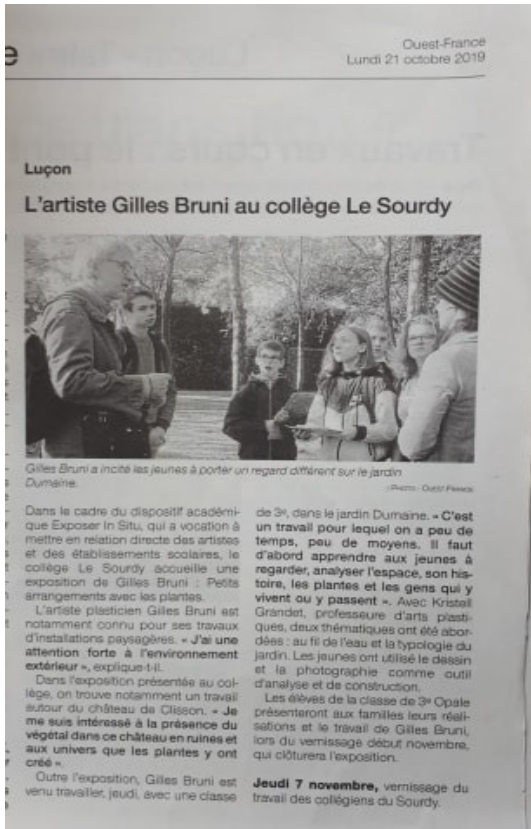 e
Ouest-France
Lundi 21 octobre 2019
Luçon
L'artiste Gilles Bruni au collège Le Sourdy
Gilles Bruni a incité les jeunes à porter un regard différent sur le jardin
Dumaine.
| Photo : Ouest-France
Dans le cadre du dispositif académi-
que Exposer In Situ, qui a vocation à
mettre en relation directe des artistes
et des établissements scolaires, le
collège Le Sourdy accueille une
exposition de Gilles Bruni : Petits
arrangements avec les plantes.
L'artiste plasticien Gilles Bruni est
notamment connu pour ses travaux
d'installations paysagères. « J'ai une
attention forte à l'environnement
extérieur », explique-t-il.
Dans l'exposition présentée au col-
lège, on trouve notamment un travail
autour du château de Clisson. « Je
me suis intéressé à la présence du
végétal dans ce château en ruines et
aux univers que les plantes y ont
créé ».
Outre l'exposition, Gilles Bruni est
venu travailler, jeudi, avec une classe
de 3e, dans le jardin Dumaine. « C'est
un travail pour lequel on a peu de
temps, peu de moyens. Il faut
d'abord apprendre aux jeunes à
regarder, analyser l'espace, son his-
toire, les plantes et les gens qui y
vivent ou y passent ». Avec Kristell
Grandet, professeure d'arts plasti-
ques, deux thématiques ont été abor-
dées : au fil de l'eau et la typologie du
jardin. Les jeunes ont utilisé le dessin
et la photographie comme outil
d'analyse et de construction.
Les élèves de la classe de 3e Opale
présenteront aux familles leurs réali-
sations et le travail de Gilles Bruni,
lors du vernissage début novembre,
qui clôturera l'exposition.
Jeudi 7 novembre, vernissage du
travail des collégiens du Sourdy.